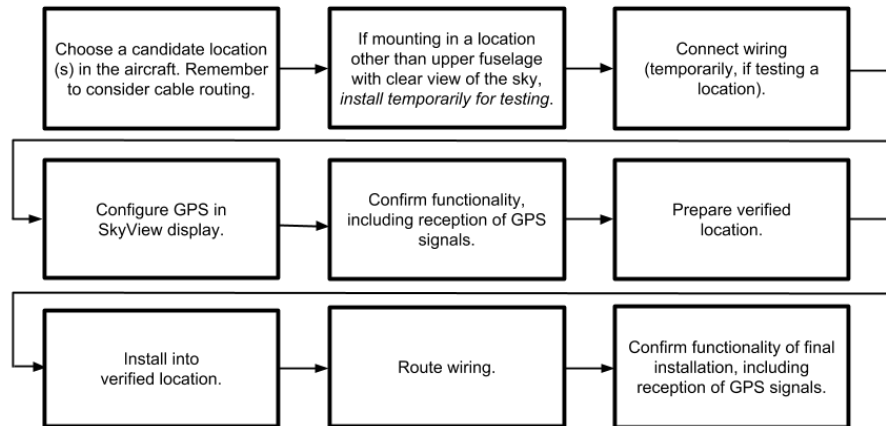 Choose a candidate location
(s) in the aircraft. Remember
to consider cable routing.
If mounting in a location
other than upper fuselage
with clear view of the sky,
install temporarily for testing.
Connect wiring
(temporarily, if testing a
location).
Configure GPS in
SkyView display.
Confirm functionality,
including reception of GPS
signals.
Prepare verified
location.
Install into
verified location.
Route wiring.
Confirm functionality of final
installation, including
reception of GPS signals.